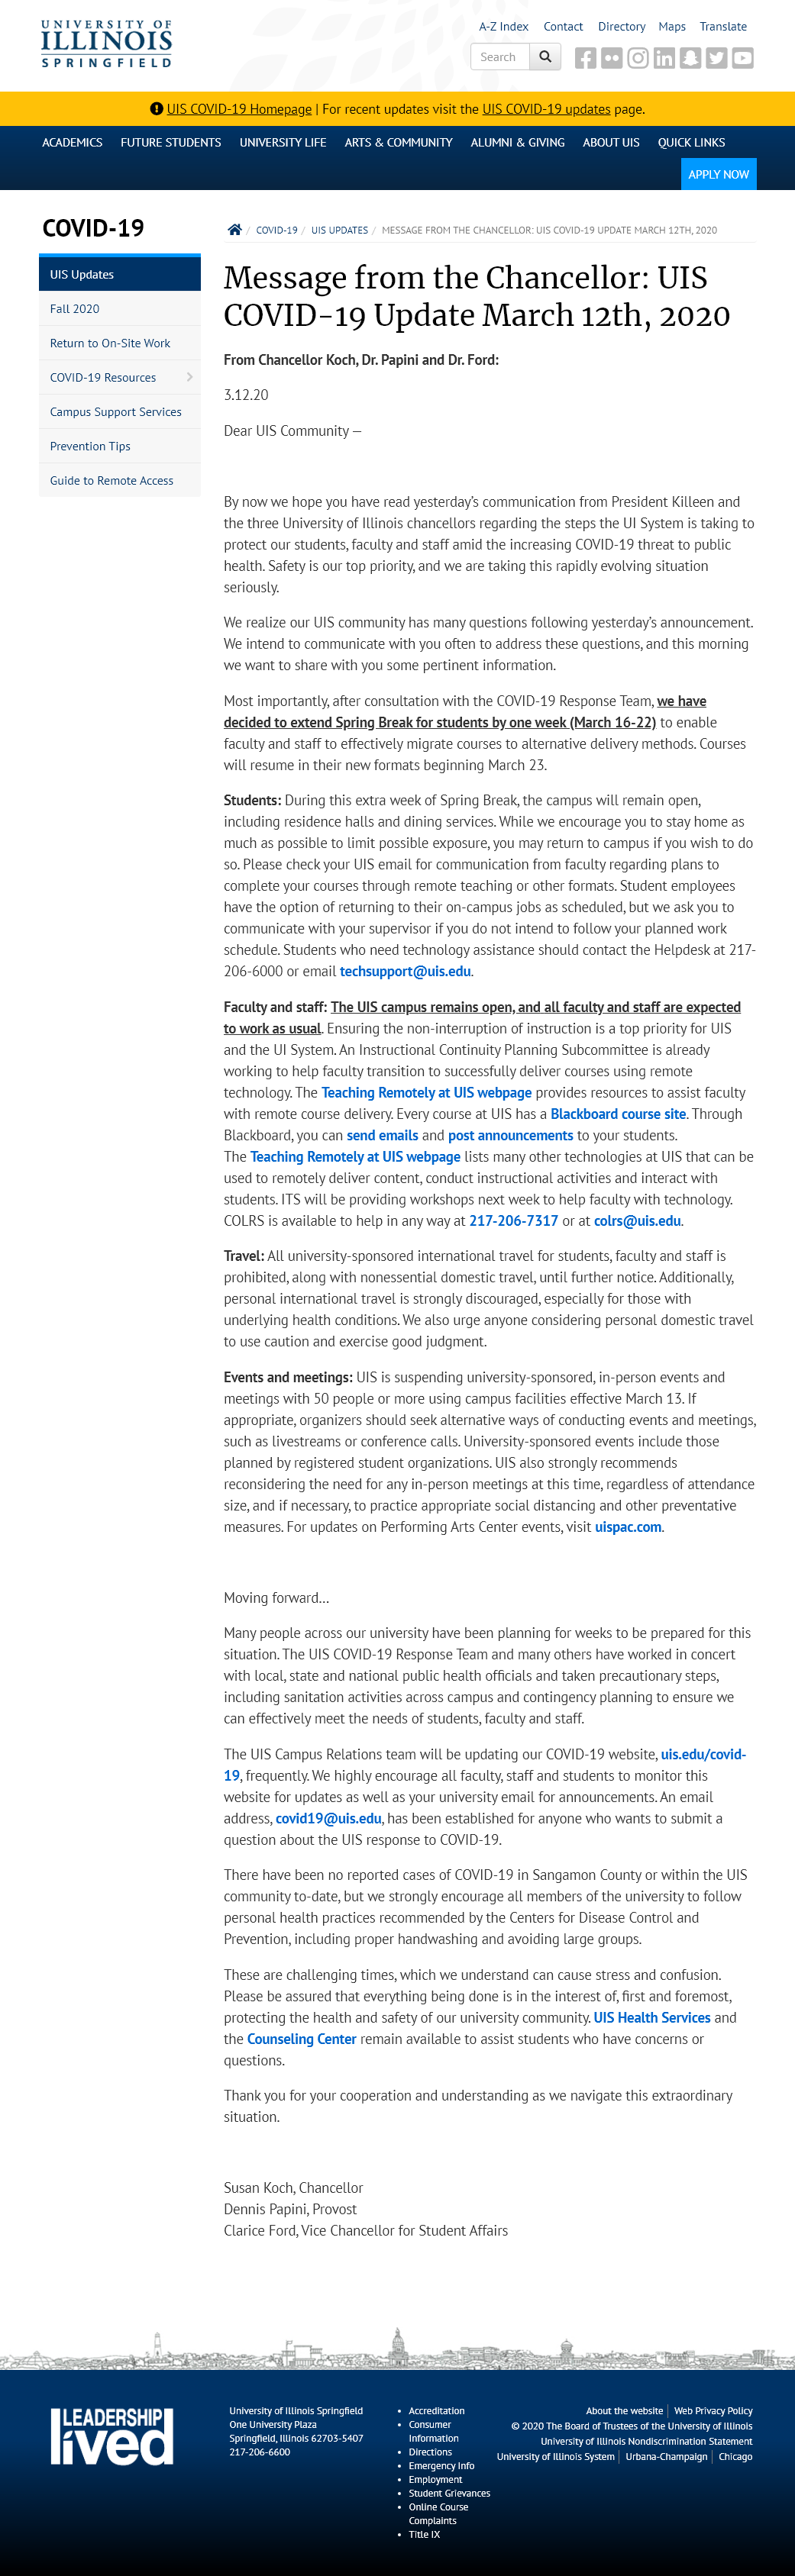 UNIVERSITY OF
ILLINOIS
SPRINGFIELD
A-Z Index Contact Directory Maps Translate
Search
UIS COVID-19 Homepage | For recent updates visit the UIS COVID-19 updates page.
ACADEMICS FUTURE STUDENTS UNIVERSITY LIFE ARTS & COMMUNITY ALUMNI & GIVING ABOUT UIS QUICK LINKS
APPLY NOW
COVID-19
UIS Updates
Fall 2020
Return to On-Site Work
COVID-19 Resources
Campus Support Services
Prevention Tips
Guide to Remote Access
/ COVID-19 / UIS UPDATES / MESSAGE FROM THE CHANCELLOR: UIS COVID-19 UPDATE MARCH 12TH, 2020
Message from the Chancellor: UIS
COVID-19 Update March 12th, 2020
From Chancellor Koch, Dr. Papini and Dr. Ford:
3.12.20
Dear UIS Community —
By now we hope you have read yesterday’s communication from President Killeen and
the three University of Illinois chancellors regarding the steps the UI System is taking to
protect our students, faculty and staff amid the increasing COVID-19 threat to public
health. Safety is our top priority, and we are taking this rapidly evolving situation
seriously.
We realize our UIS community has many questions following yesterday’s announcement.
We intend to communicate with you often to address these questions, and this morning
we want to share with you some pertinent information.
Most importantly, after consultation with the COVID-19 Response Team, we have
decided to extend Spring Break for students by one week (March 16-22) to enable
faculty and staff to effectively migrate courses to alternative delivery methods. Courses
will resume in their new formats beginning March 23.
Students: During this extra week of Spring Break, the campus will remain open,
including residence halls and dining services. While we encourage you to stay home as
much as possible to limit possible exposure, you may return to campus if you wish to do
so. Please check your UIS email for communication from faculty regarding plans to
complete your courses through remote teaching or other formats. Student employees
have the option of returning to their on-campus jobs as scheduled, but we ask you to
communicate with your supervisor if you do not intend to follow your planned work
schedule. Students who need technology assistance should contact the Helpdesk at 217-
206-6000 or email techsupport@uis.edu.
Faculty and staff: The UIS campus remains open, and all faculty and staff are expected
to work as usual. Ensuring the non-interruption of instruction is a top priority for UIS
and the UI System. An Instructional Continuity Planning Subcommittee is already
working to help faculty transition to successfully deliver courses using remote
technology. The Teaching Remotely at UIS webpage provides resources to assist faculty
with remote course delivery. Every course at UIS has a Blackboard course site. Through
Blackboard, you can send emails and post announcements to your students.
The Teaching Remotely at UIS webpage lists many other technologies at UIS that can be
used to remotely deliver content, conduct instructional activities and interact with
students. ITS will be providing workshops next week to help faculty with technology.
COLRS is available to help in any way at 217-206-7317 or colrs@uis.edu.
Travel: All university-sponsored international travel for students, faculty and staff is
prohibited, along with nonessential domestic travel, until further notice. Additionally,
personal international travel is strongly discouraged, especially for those with
underlying health conditions. We also urge anyone considering personal domestic travel
to use caution and exercise good judgment.
Events and meetings: UIS is suspending university-sponsored, in-person events and
meetings with 50 people or more using campus facilities effective March 13. If
appropriate, organizers should seek alternative ways of conducting events and meetings,
such as livestreams or conference calls. University-sponsored events include those
planned by registered student organizations. UIS also strongly recommends
reconsidering the need for any in-person meetings at this time, regardless of attendance
size, and if necessary, to practice appropriate social distancing and other preventative
measures. For updates on Performing Arts Center events, visit uispac.com.
Moving forward…
Many people across our university have been planning for weeks to be prepared for this
situation. The UIS COVID-19 Response Team and many others have worked in concert
with local, state and national public health officials and taken precautionary steps,
including sanitation activities across campus and contingency planning to ensure we
can effectively meet the needs of students, faculty and staff.
The UIS Campus Relations team will be updating our COVID-19 website, uis.edu/covid-
19, frequently. We highly encourage all faculty, staff and students to monitor this
website for updates as well as your university email for announcements. An email
address, covid19@uis.edu, has been established for anyone who wants to submit a
question about the UIS response to COVID-19.
There have been no reported cases of COVID-19 in Sangamon County or within the UIS
community to-date, but we strongly encourage all members of the university to follow
personal health practices recommended by the Centers for Disease Control and
Prevention, including proper handwashing and avoiding large groups.
These are challenging times, which we understand can cause stress and confusion.
Please be assured that everything being done is in the interest of, first and foremost,
protecting the health and safety of our university community. UIS Health Services and
the Counseling Center remain available to assist students who have concerns or
questions.
Thank you for your cooperation and understanding as we navigate this extraordinary
situation.
Susan Koch, Chancellor
Dennis Papini, Provost
Clarice Ford, Vice Chancellor for Student Affairs
LEADERSHIP
lived
University of Illinois Springfield
One University Plaza
Springfield, Illinois 62703-5407
217-206-6600
Accreditation
Consumer
Information
Directions
Emergency Info
Employment
Student Grievances
Online Course
Complaints
Title IX
About the website | Web Privacy Policy
© 2020 The Board of Trustees of the University of Illinois
University of Illinois Nondiscrimination Statement
University of Illinois System | Urbana-Champaign | Chicago